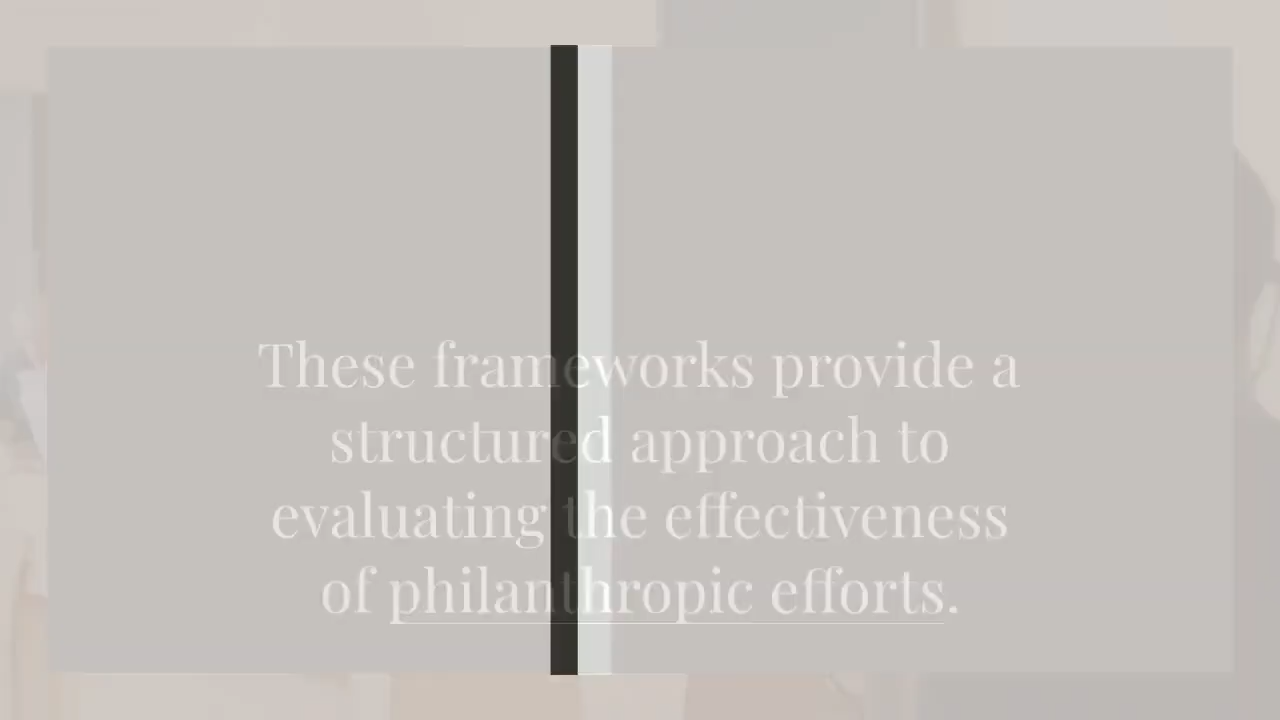 These frameworks provide a
structured approach to
evaluating the effectiveness
of philanthropic efforts.